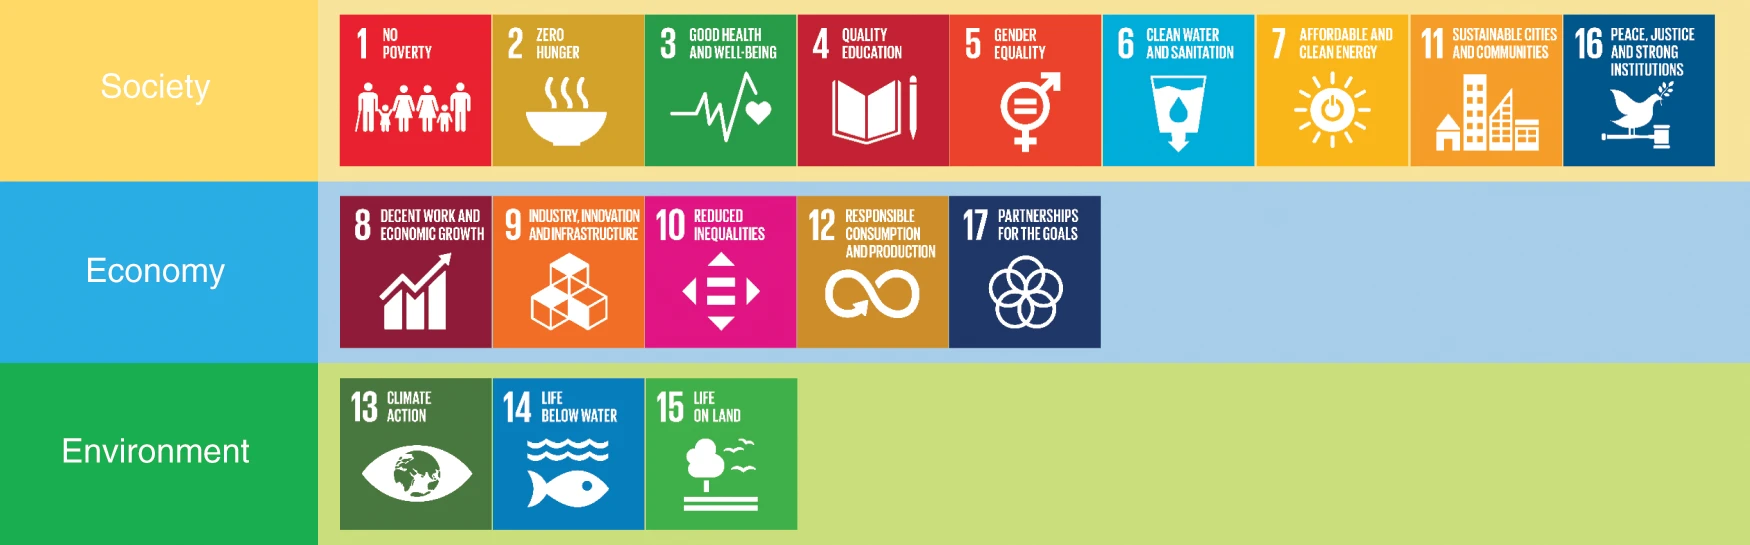 Society
1 NO
POVERTY
2 ZERO
HUNGER
3 GOOD HEALTH
AND WELL-BEING
4 QUALITY
EDUCATION
5 GENDER
EQUALITY
6 CLEAN WATER
AND SANITATION
7 AFFORDABLE AND
CLEAN ENERGY
11 SUSTAINABLE CITIES
AND COMMUNITIES
16 PEACE, JUSTICE
AND STRONG
INSTITUTIONS
Economy
8 DECENT WORK AND
ECONOMIC GROWTH
9 INDUSTRY, INNOVATION
AND INFRASTRUCTURE
10 REDUCED
INEQUALITIES
12 RESPONSIBLE
CONSUMPTION
AND PRODUCTION
17 PARTNERSHIPS
FOR THE GOALS
Environment
13 CLIMATE
ACTION
14 LIFE
BELOW WATER
15 LIFE
ON LAND